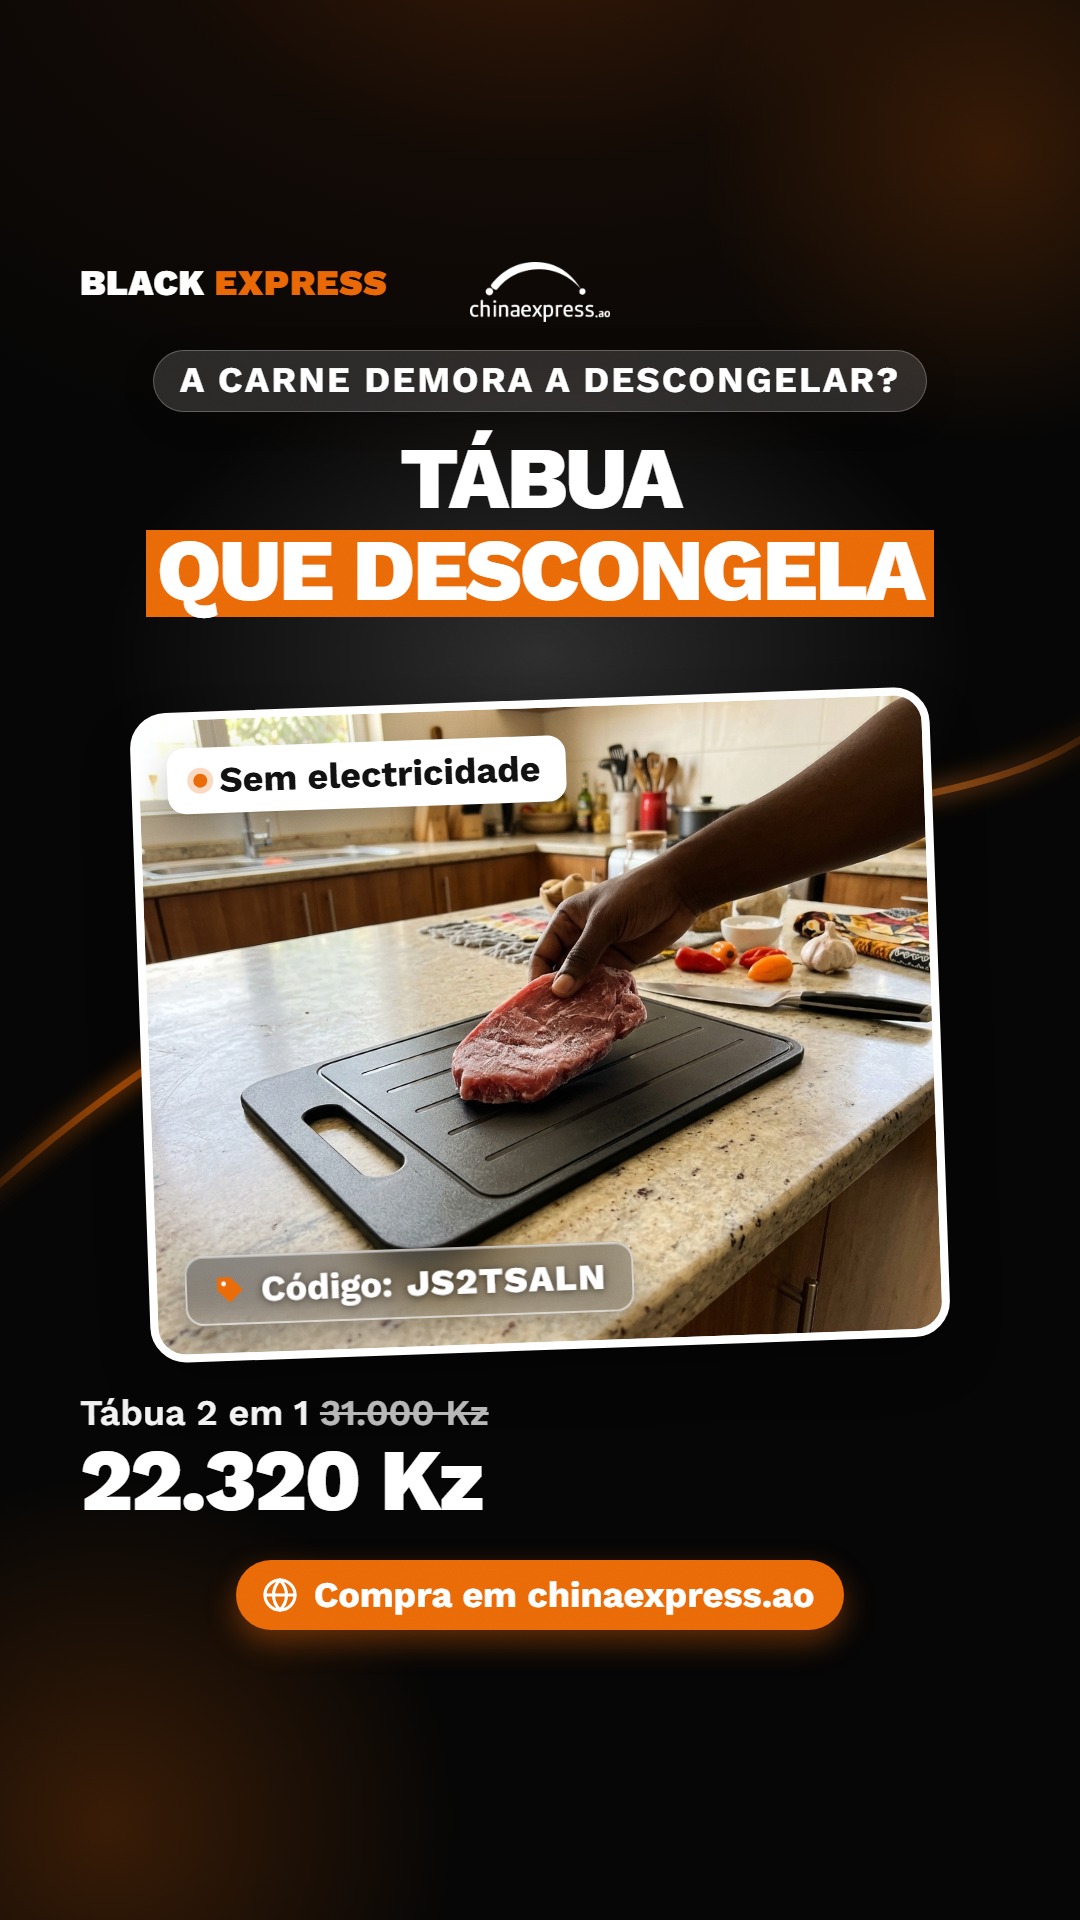 BLACK EXPRESS
chinaexpress.ao
A CARNE DEMORA A DESCONGELAR?
TÁBUA
QUE DESCONGELA
Sem electricidade
Código: JS2TSALN
Tábua 2 em 1 31.000 Kz
22.320 Kz
Compra em chinaexpress.ao